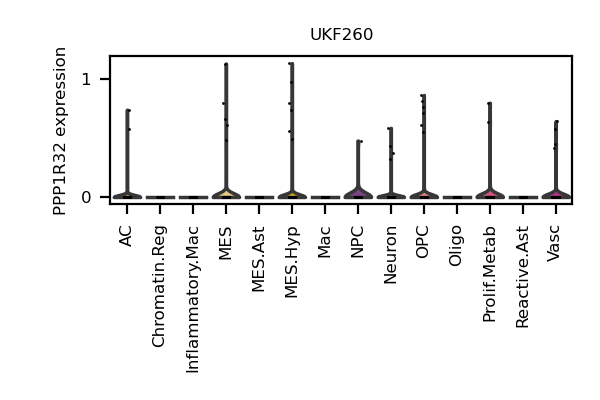 UKF260
PPP1R32 expression
1
0
AC
Chromatin.Reg
Inflammatory.Mac
MES
MES.Ast
MES.Hyp
Mac
NPC
Neuron
OPC
Oligo
Prolif.Metab
Reactive.Ast
Vasc